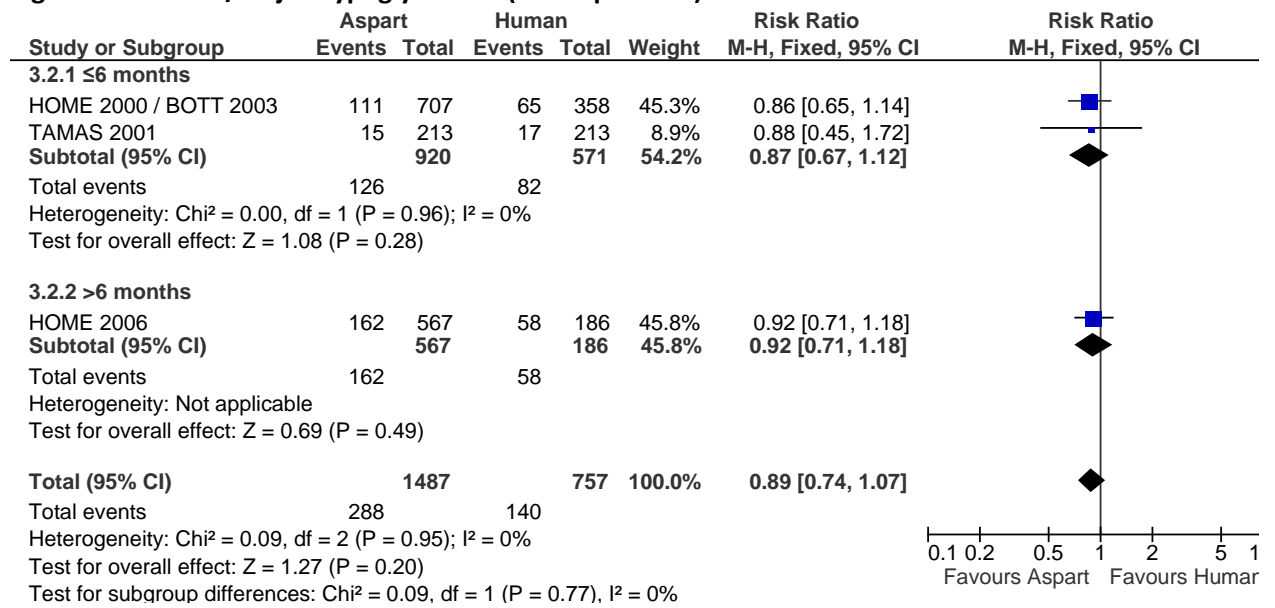 Aspart Human Risk Ratio Risk Ratio
Study or Subgroup Events Total Events Total Weight M-H, Fixed, 95% CI M-H, Fixed, 95% CI
3.2.1 ≤6 months
HOME 2000 / BOTT 2003 111 707 65 358 45.3% 0.86 [0.65, 1.14]
TAMAS 2001 15 213 17 213 8.9% 0.88 [0.45, 1.72]
Subtotal (95% CI) 920 571 54.2% 0.87 [0.67, 1.12]
Total events 126 82
Heterogeneity: Chi² = 0.00, df = 1 (P = 0.96); I² = 0%
Test for overall effect: Z = 1.08 (P = 0.28)
3.2.2 >6 months
HOME 2006 162 567 58 186 45.8% 0.92 [0.71, 1.18]
Subtotal (95% CI) 567 186 45.8% 0.92 [0.71, 1.18]
Total events 162 58
Heterogeneity: Not applicable
Test for overall effect: Z = 0.69 (P = 0.49)
Total (95% CI) 1487 757 100.0% 0.89 [0.74, 1.07]
Total events 288 140
Heterogeneity: Chi² = 0.09, df = 2 (P = 0.95); I² = 0%
Test for overall effect: Z = 1.27 (P = 0.20)
Test for subgroup differences: Chi² = 0.09, df = 1 (P = 0.77), I² = 0%
0.1 0.2 0.5 1 2 5 1
Favours Aspart Favours Human